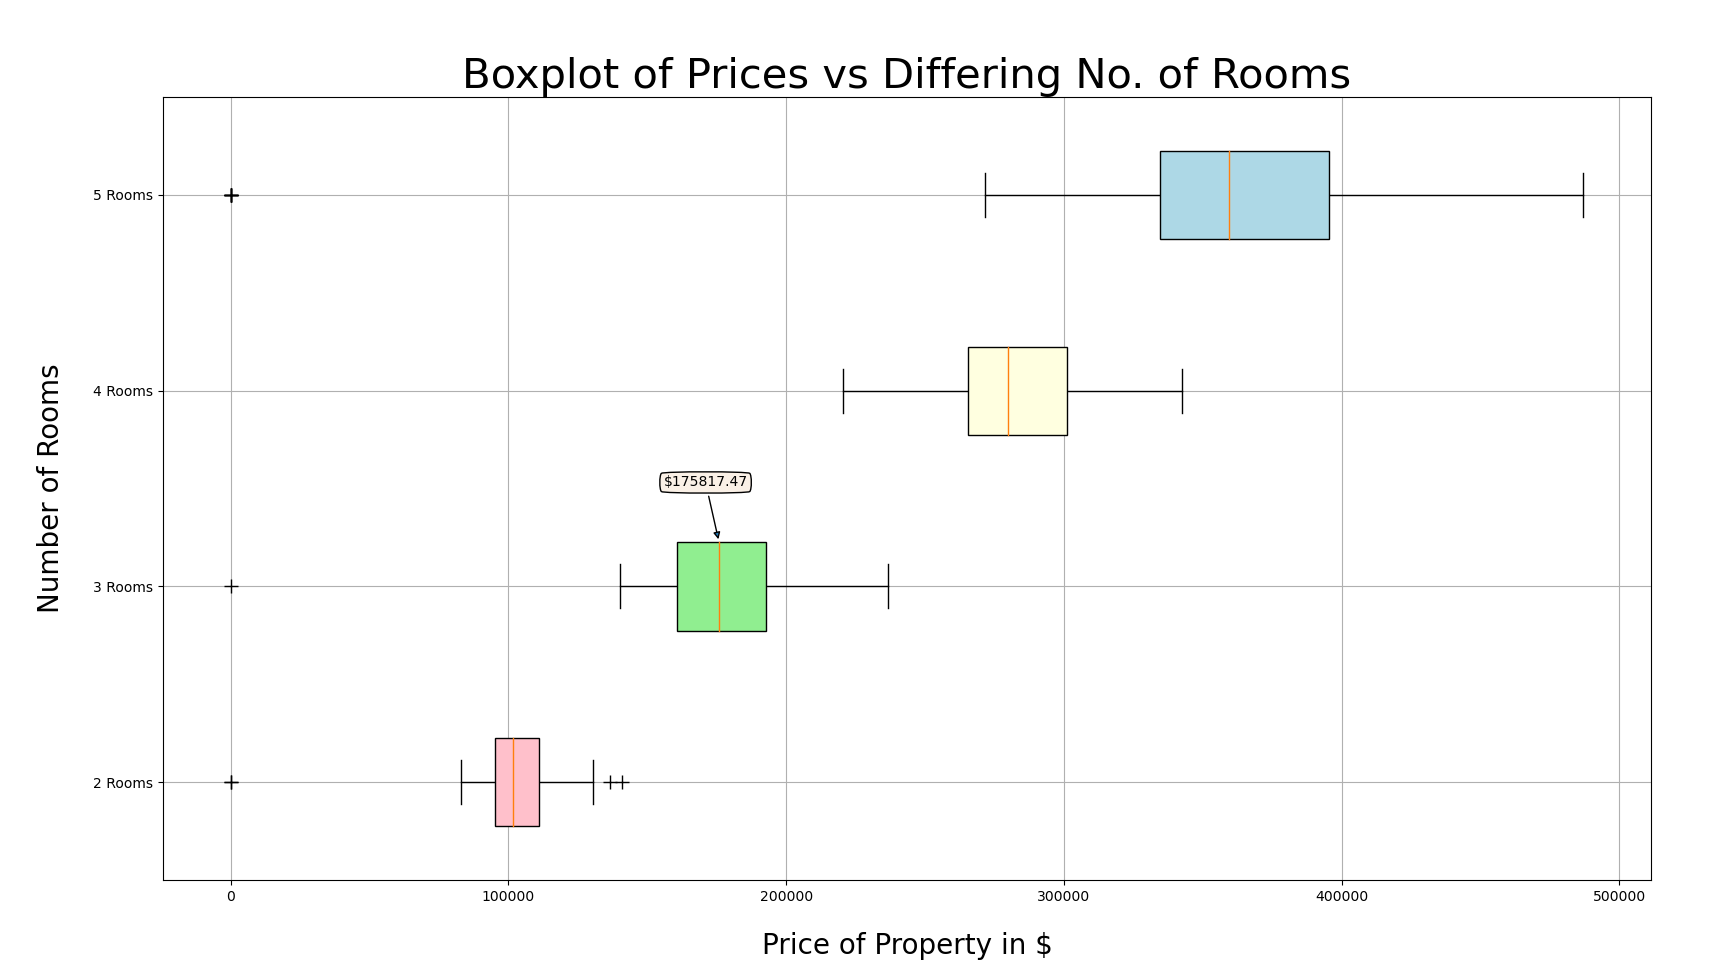 Boxplot of Prices vs Differing No. of Rooms
Number of Rooms
5 Rooms
4 Rooms
$175817.47
3 Rooms
2 Rooms
0 100000 200000 300000 400000 500000
Price of Property in $